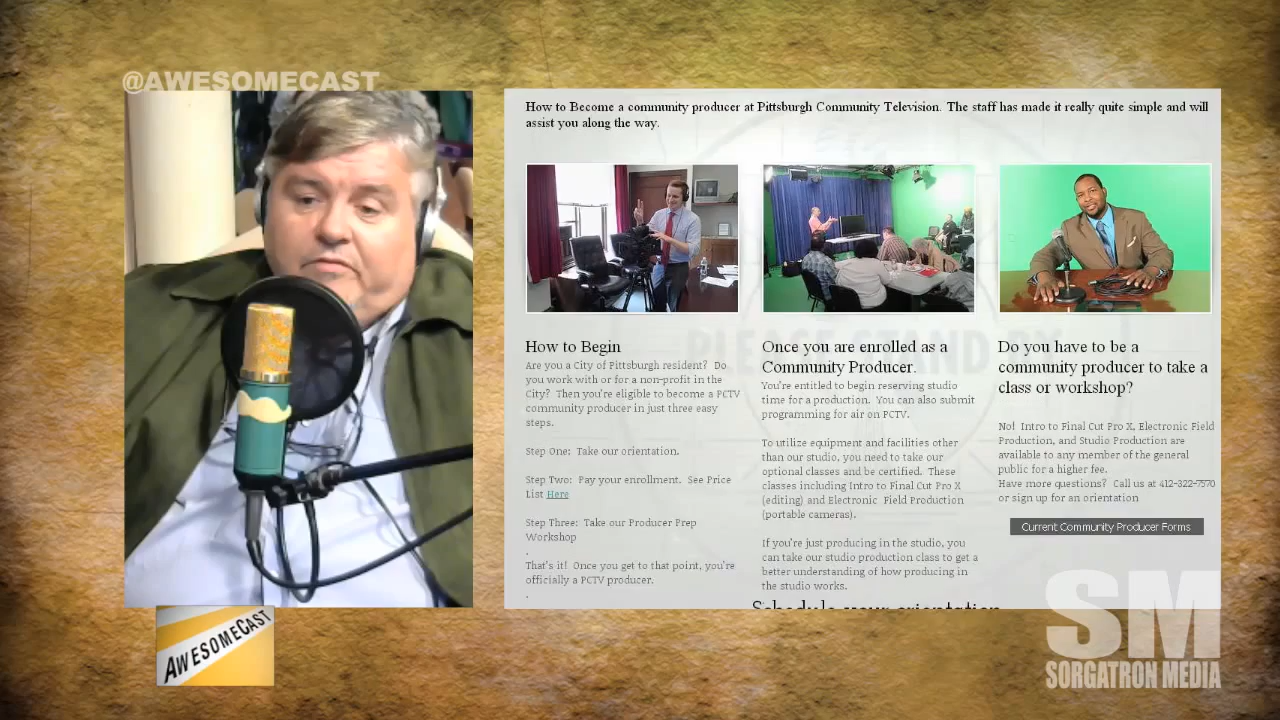 @AWESOMECAST
How to Become a community producer at Pittsburgh Community Television. The staff has made it really quite simple and will
assist you along the way.
PLEASE STAND BY
How to Begin
Are you a City of Pittsburgh resident? Do
you work with or for a non-profit in the
City? Then you're eligible to become a PCTV
community producer in just three easy
steps.
Step One: Take our orientation.
Step Two: Pay your enrollment. See Price
List Here
Step Three: Take our Producer Prep
Workshop
.
That's it! Once you get to that point, you're
officially a PCTV producer.
.
Once you are enrolled as a
Community Producer.
You're entitled to begin reserving studio
time for a production. You can also submit
programming for air on PCTV.
To utilize equipment and facilities other
than our studio, you need to take our
optional classes and be certified. These
classes including Intro to Final Cut Pro X
(editing) and Electronic Field Production
(portable cameras).
If you're just producing in the studio, you
can take our studio production class to get a
better understanding of how producing in
the studio works.
Do you have to be a
community producer to take a
class or workshop?
No! Intro to Final Cut Pro X, Electronic Field
Production, and Studio Production are
available to any member of the general
public for a higher fee.
Have more questions? Call us at 412-322-7570
or sign up for an orientation
Current Community Producer Forms
Schedule your orientation
AWESOMECAST
SM
SORGATRON MEDIA